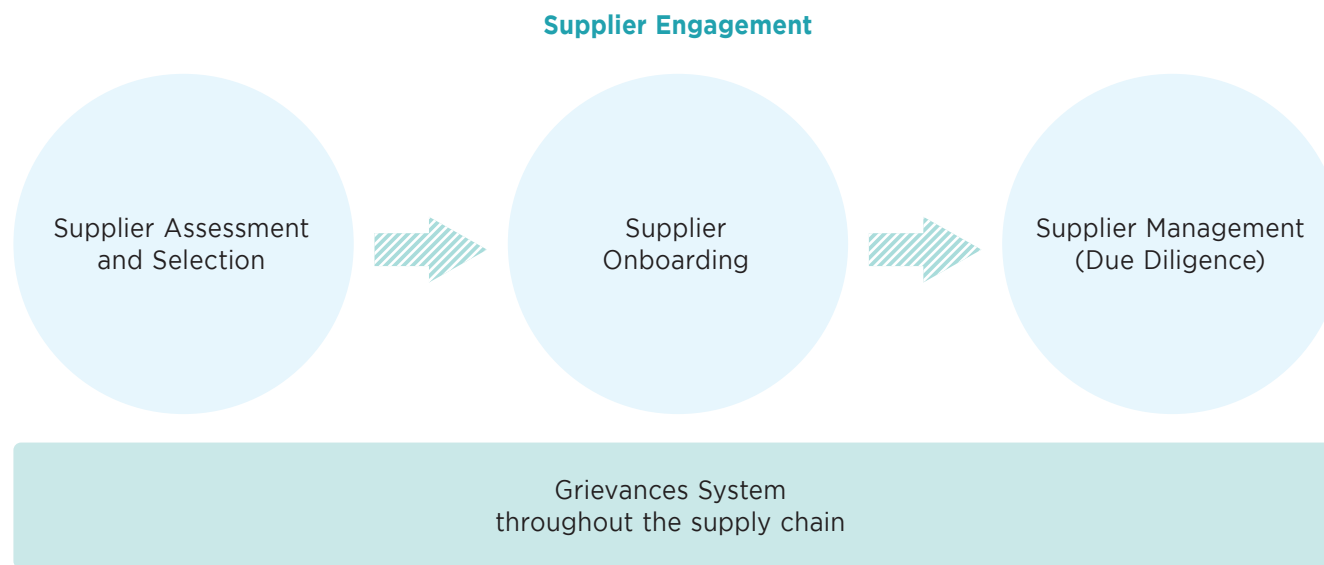 Supplier Engagement
Supplier Assessment
and Selection
Supplier
Onboarding
Supplier Management
(Due Diligence)
Grievances System
throughout the supply chain